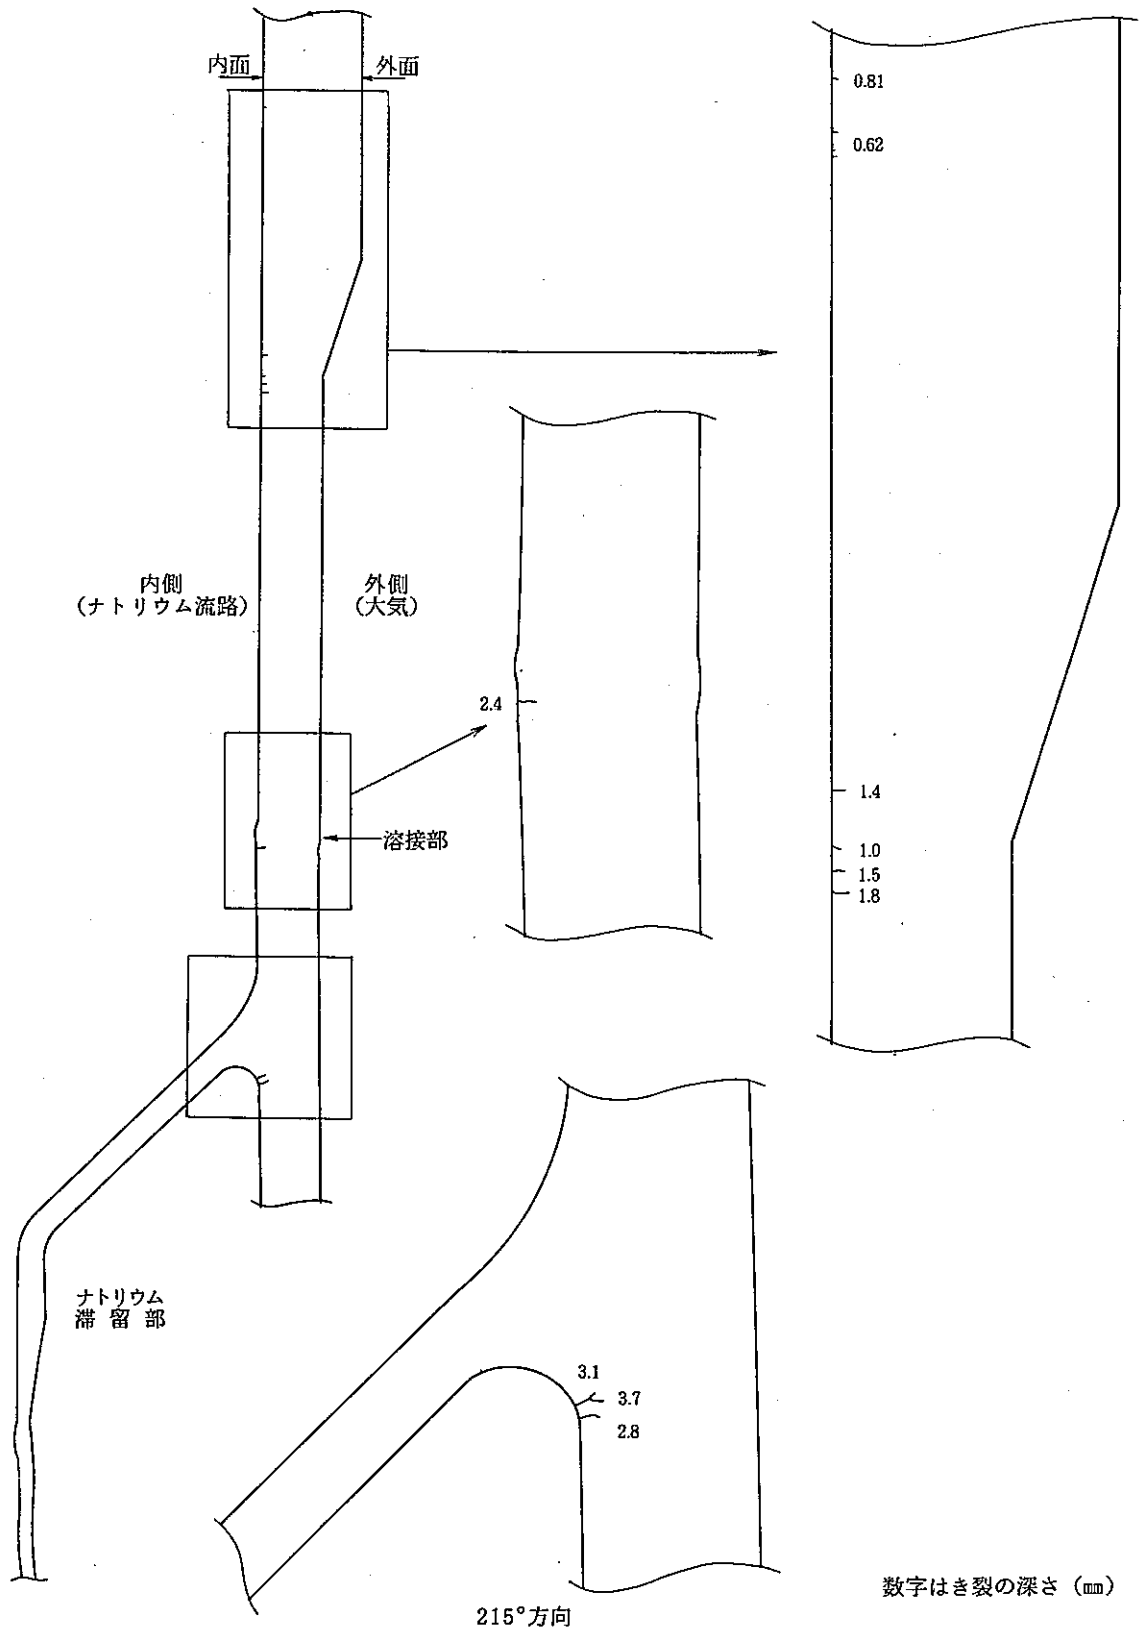 内面
外面
0.81
0.62
内側
(ナトリウム流路)
外側
(大気)
2.4
溶接部
1.4
1.0
1.5
1.8
ナトリウム
滞留部
3.1
3.7
2.8
215°方向
数字はき裂の深さ (㎜)